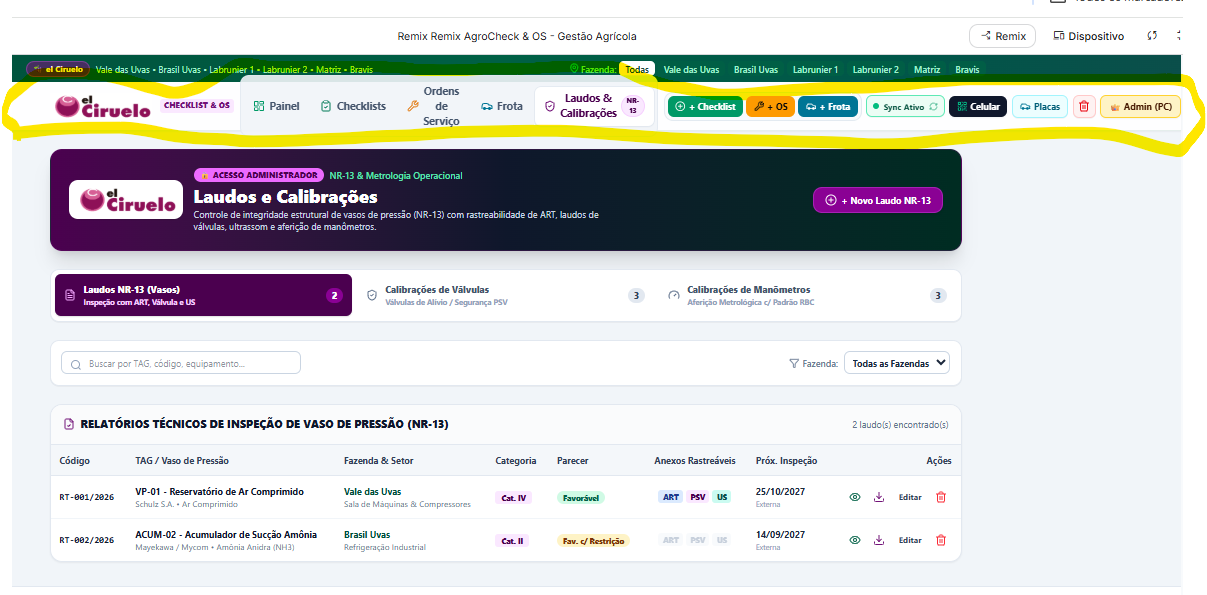 Remix Remix AgroCheck & OS - Gestão Agrícola
Remix
Dispositivo
el Ciruelo
Vale das Uvas • Brasil Uvas • Labrunier 1 • Labrunier 2 • Matriz • Bravis
Fazenda:
Todas
Vale das Uvas
Brasil Uvas
Labrunier 1
Labrunier 2
Matriz
Bravis
el Ciruelo
CHECKLIST & OS
Painel
Checklists
Ordens
de
Serviço
Frota
Laudos &
Calibrações
NR-
13
+ Checklist
+ OS
+ Frota
Sync Ativo
Celular
Placas
Admin (PC)
el Ciruelo
ACESSO ADMINISTRADOR
NR-13 & Metrologia Operacional
Laudos e Calibrações
Controle de integridade estrutural de vasos de pressão (NR-13) com rastreabilidade de ART, laudos de
válvulas, ultrassom e aferição de manômetros.
+ Novo Laudo NR-13
Laudos NR-13 (Vasos)
Inspeção com ART, Válvula e US
2
Calibrações de Válvulas
Válvulas de Alívio / Segurança PSV
3
Calibrações de Manômetros
Aferição Metrológica c/ Padrão RBC
3
Buscar por TAG, código, equipamento...
Fazenda:
Todas as Fazendas
RELATÓRIOS TÉCNICOS DE INSPEÇÃO DE VASO DE PRESSÃO (NR-13)
2 laudo(s) encontrado(s)
Código
TAG / Vaso de Pressão
Fazenda & Setor
Categoria
Parecer
Anexos Rastreáveis
Próx. Inspeção
Ações
RT-001/2026
VP-01 - Reservatório de Ar Comprimido
Schulz S.A. • Ar Comprimido
Vale das Uvas
Sala de Máquinas & Compressores
Cat. IV
Favorável
ART PSV US
25/10/2027
Externa
Editar
RT-002/2026
ACUM-02 - Acumulador de Sucção Amônia
Mayekawa / Mycom • Amônia Anidra (NH3)
Brasil Uvas
Refrigeração Industrial
Cat. II
Fav. c/ Restrição
ART PSV US
14/09/2027
Externa
Editar